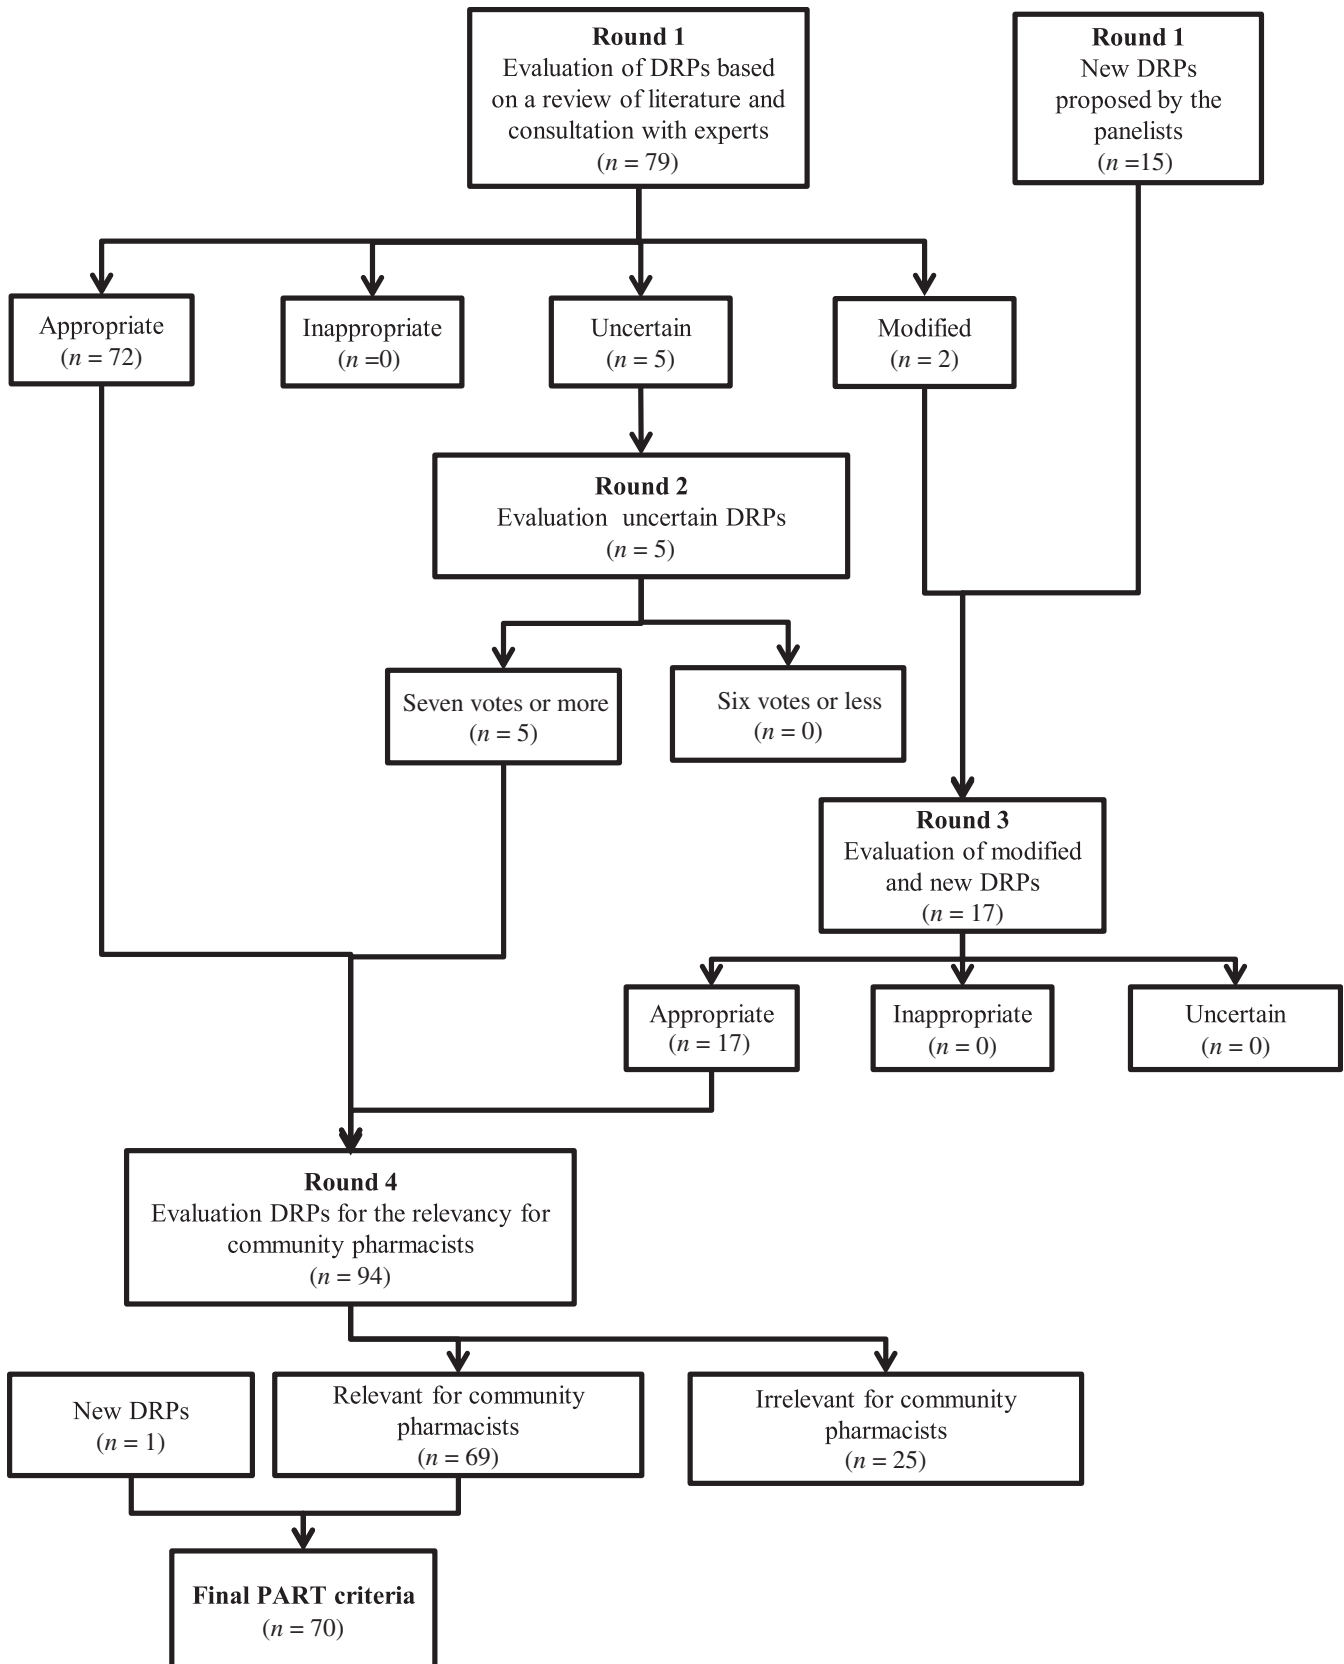 Round 1
Evaluation of DRPs based
on a review of literature and
consultation with experts
(n = 79)
Round 1
New DRPs
proposed by the
panelists
(n =15)
Appropriate
(n = 72)
Inappropriate
(n =0)
Uncertain
(n = 5)
Modified
(n = 2)
Round 2
Evaluation uncertain DRPs
(n = 5)
Seven votes or more
(n = 5)
Six votes or less
(n = 0)
Round 3
Evaluation of modified
and new DRPs
(n = 17)
Appropriate
(n = 17)
Inappropriate
(n = 0)
Uncertain
(n = 0)
Round 4
Evaluation DRPs for the relevancy for
community pharmacists
(n = 94)
New DRPs
(n = 1)
Relevant for community
pharmacists
(n = 69)
Irrelevant for community
pharmacists
(n = 25)
Final PART criteria
(n = 70)